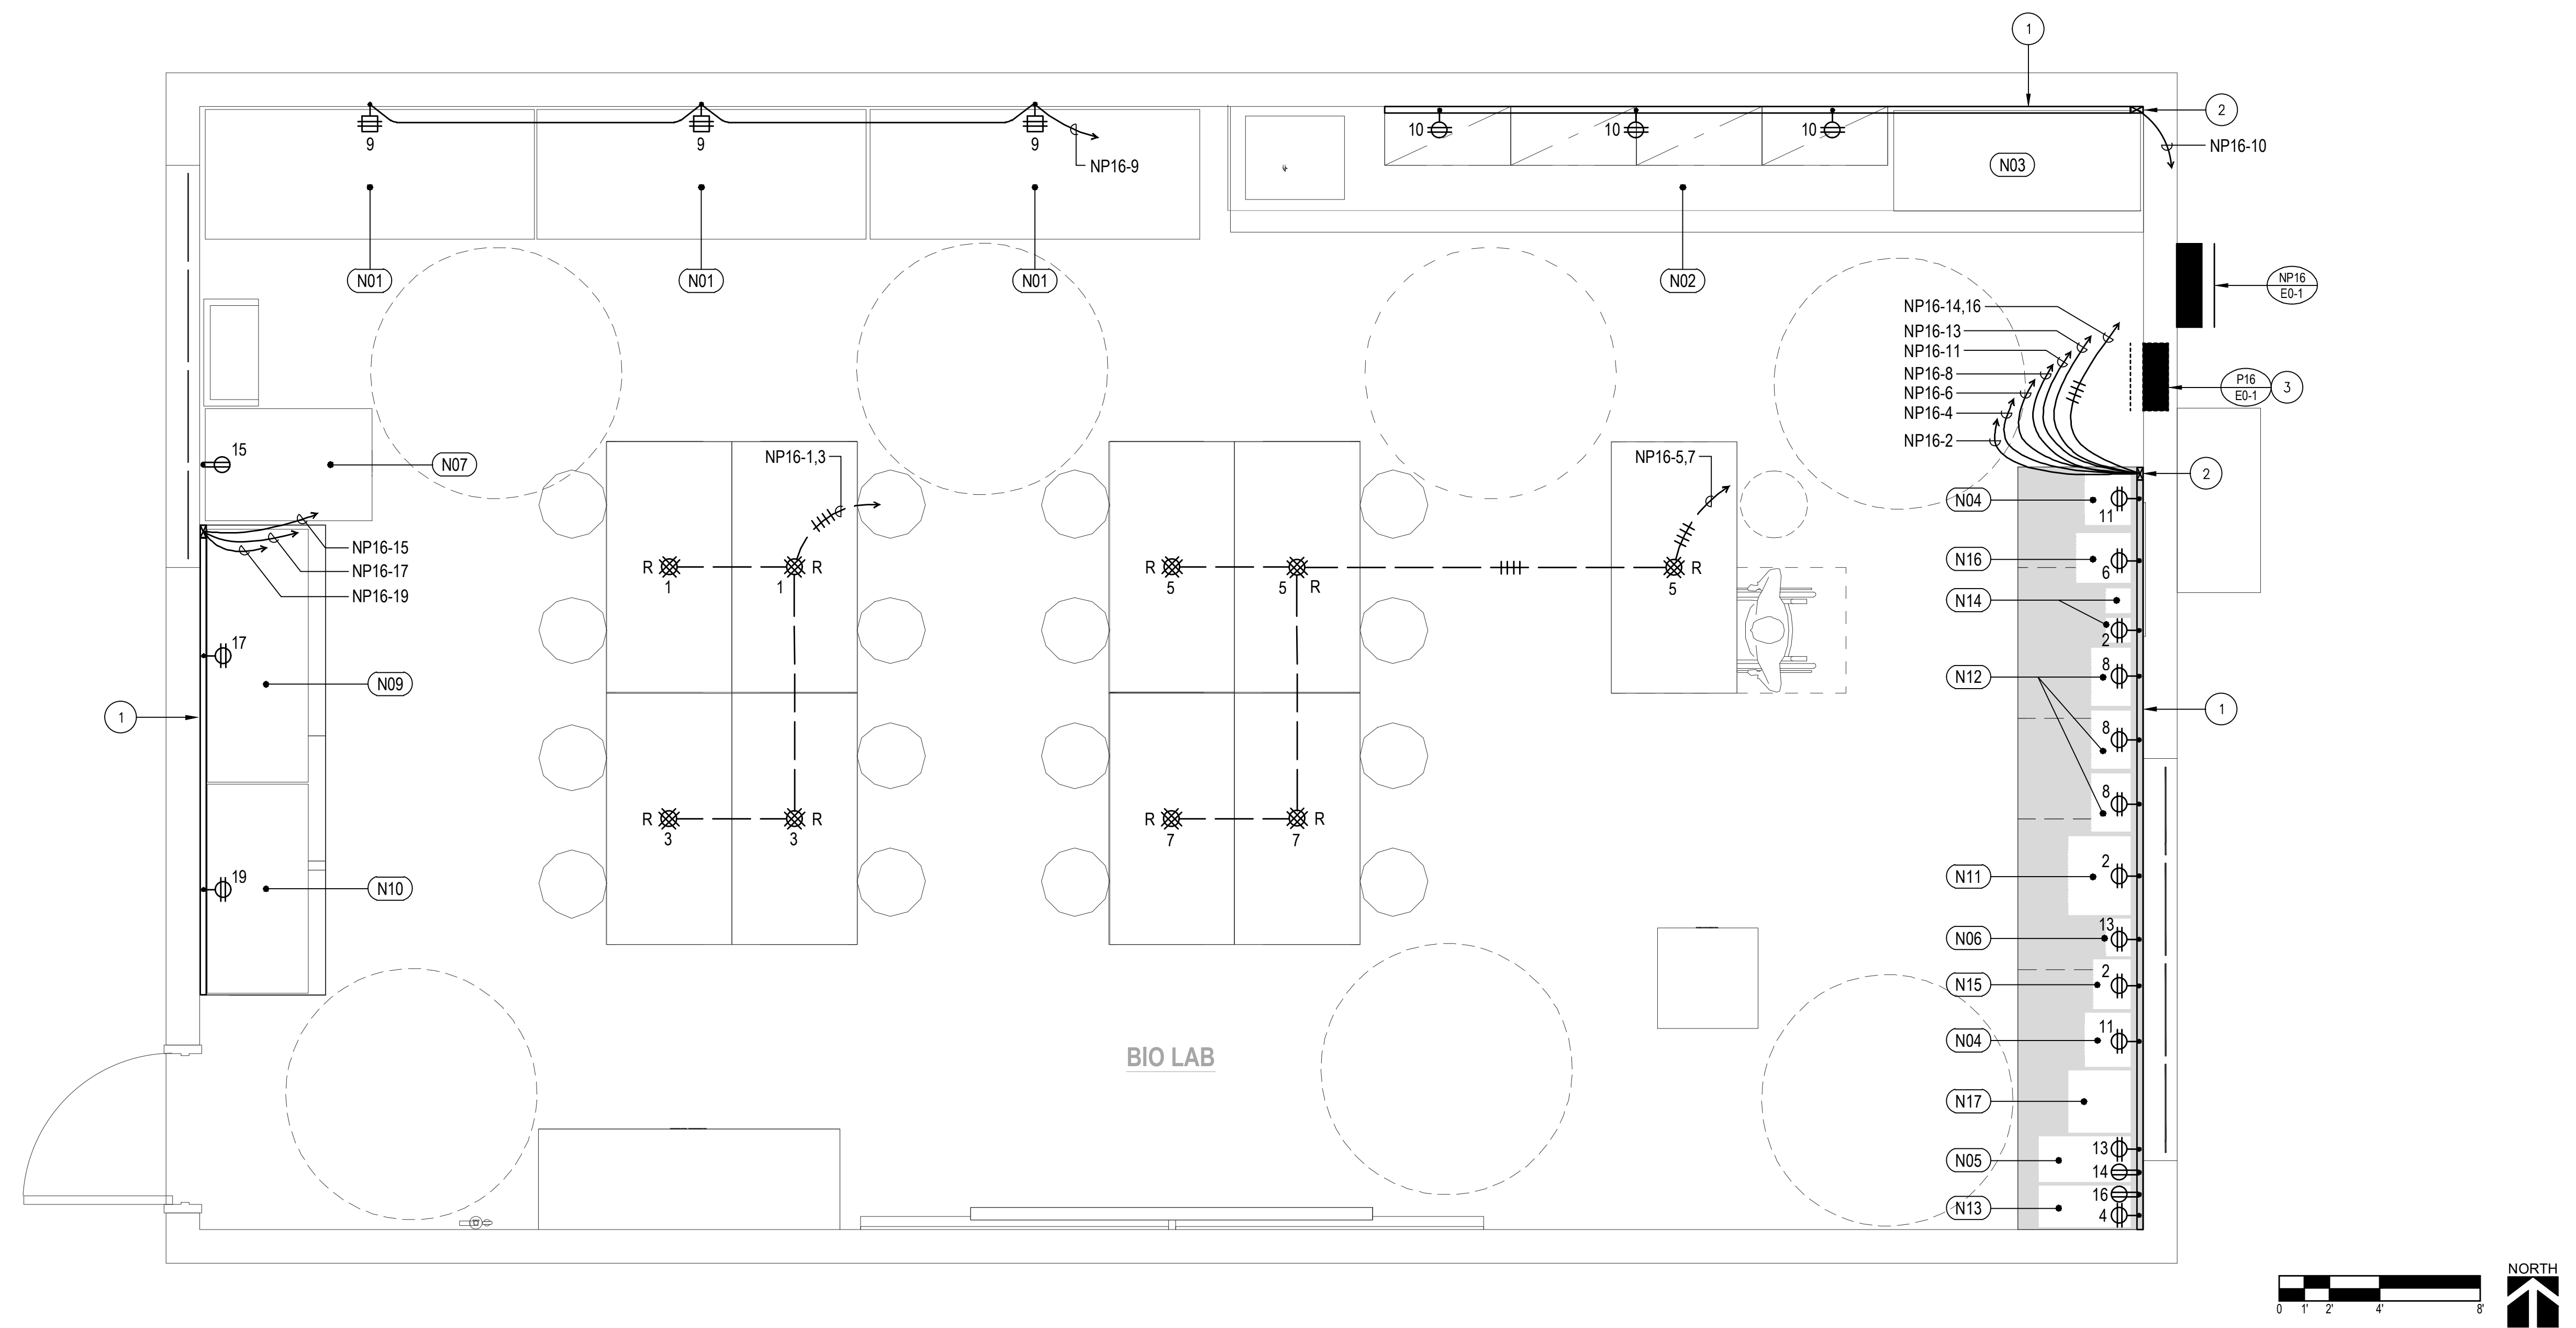 1
2
10 10 10
NP16-10
9 9 9
NP16-9
N03
N01 N01 N01 N02
NP16
E0-1
NP16-14,16
NP16-13
NP16-11
NP16-8
NP16-6
NP16-4
NP16-2
P16
E0-1
3
15
N07
NP16-1,3
NP16-5,7
2
N04
11
NP16-15
NP16-17
NP16-19
R 1 1 R
R 5 5 R
5 R
N16
6
N14
2
17
N09
N12
8
8
8
1
1
R 3 3 R
R 7 7 R
19
N10
N11
2
N06
13
N15
2
N04
11
BIO LAB
N17
N05
13
14
N13
16
4
NORTH
0 1' 2' 4' 8'